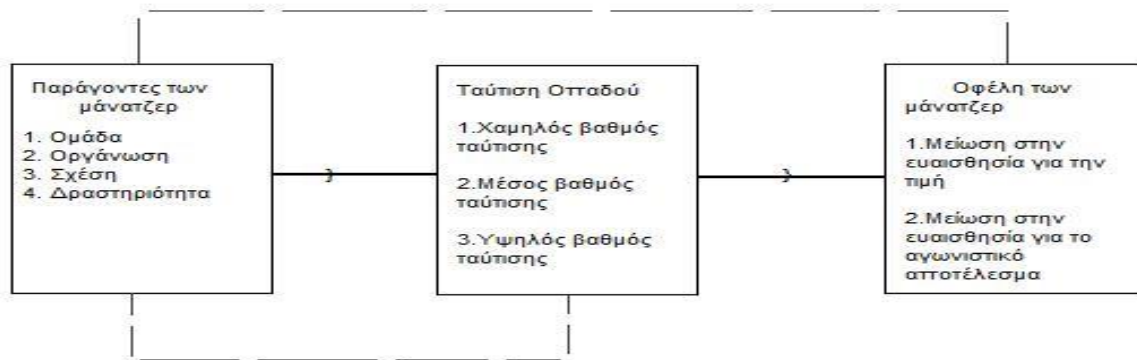 Παράγοντες των
μάνατζερ
1. Ομάδα
2. Οργάνωση
3. Σχέση
4. Δραστηριότητα
Ταύτιση Οπαδού
1.Χαμηλός βαθμός
ταύτισης
2.Μέσος βαθμός
ταύτισης
3.Υψηλός βαθμός
ταύτισης
Οφέλη των
μάνατζερ
1.Μείωση στην
ευαισθησία για την
τιμή
2.Μείωση στην
ευαισθησία για το
αγωνιστικό
αποτέλεσμα